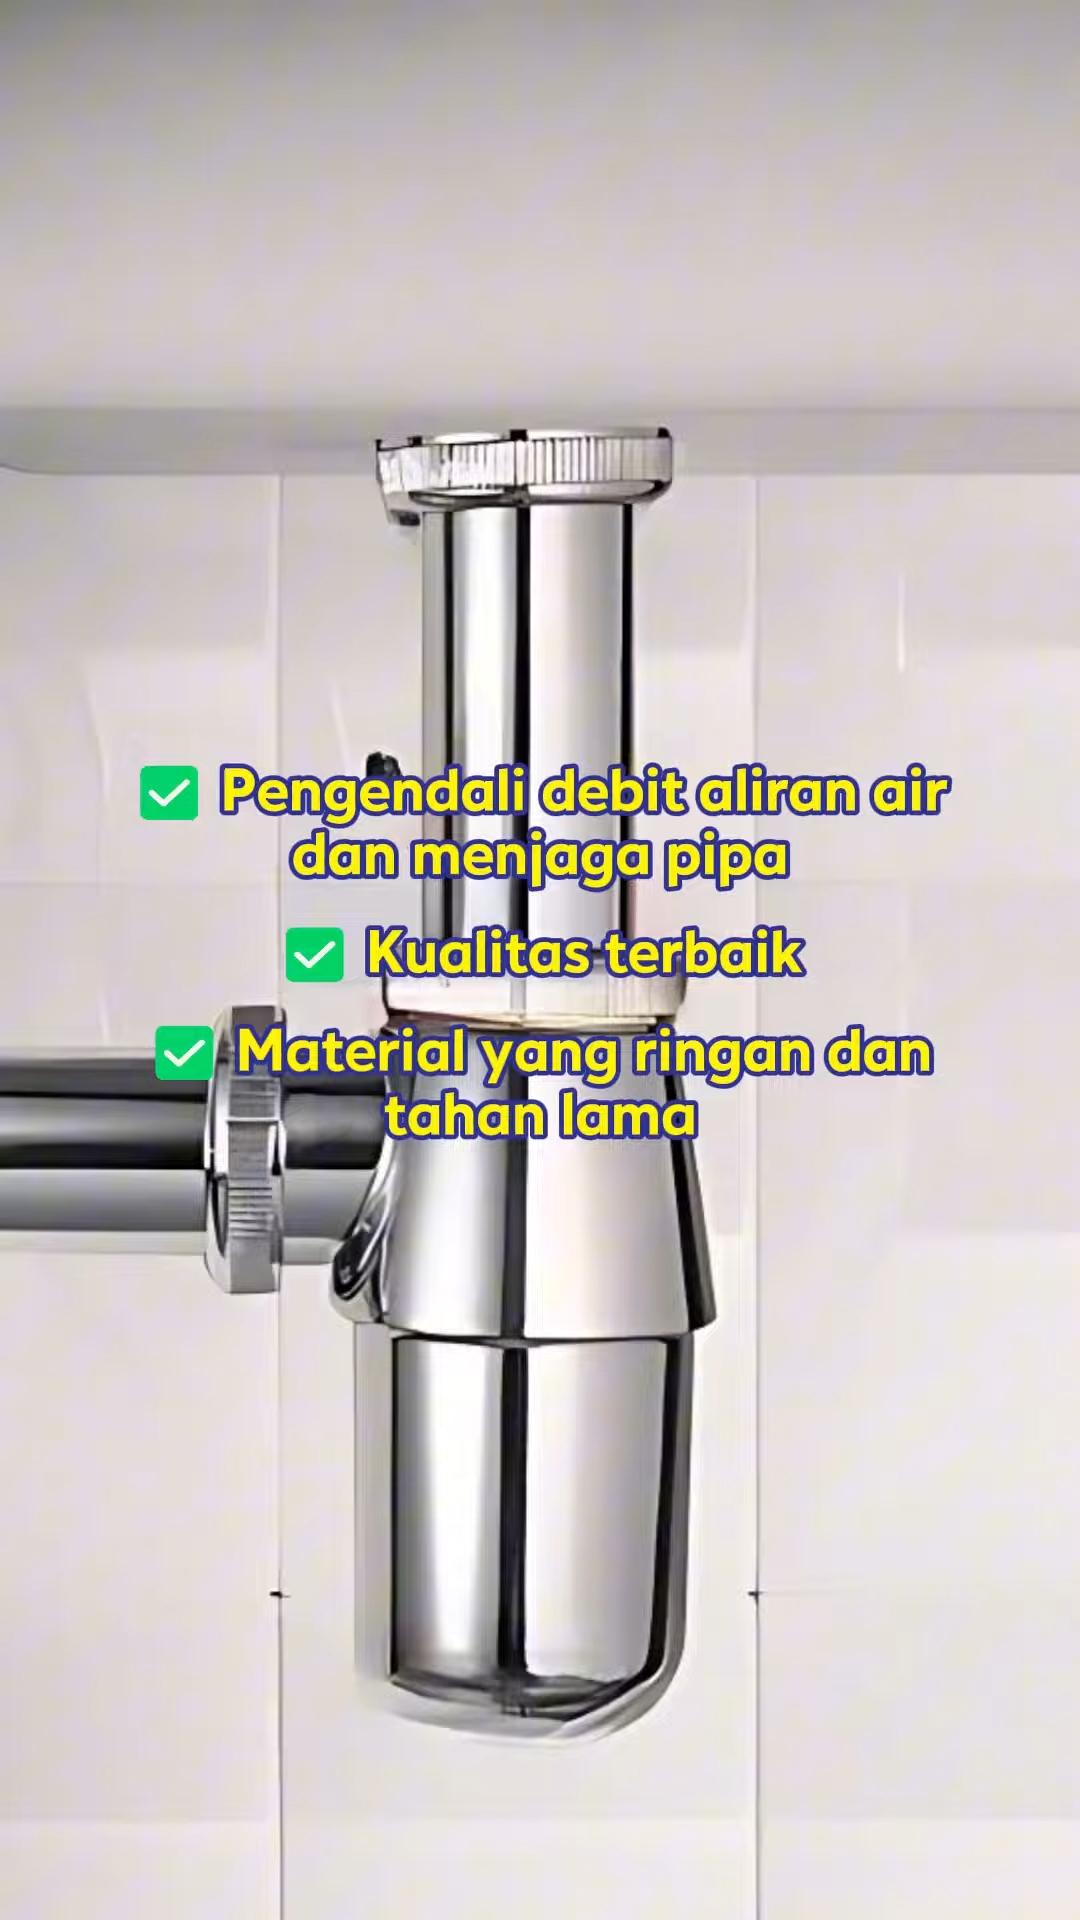 ✅ Pengendali debit aliran air
dan menjaga pipa
✅ Kualitas terbaik
✅ Material yang ringan dan
tahan lama